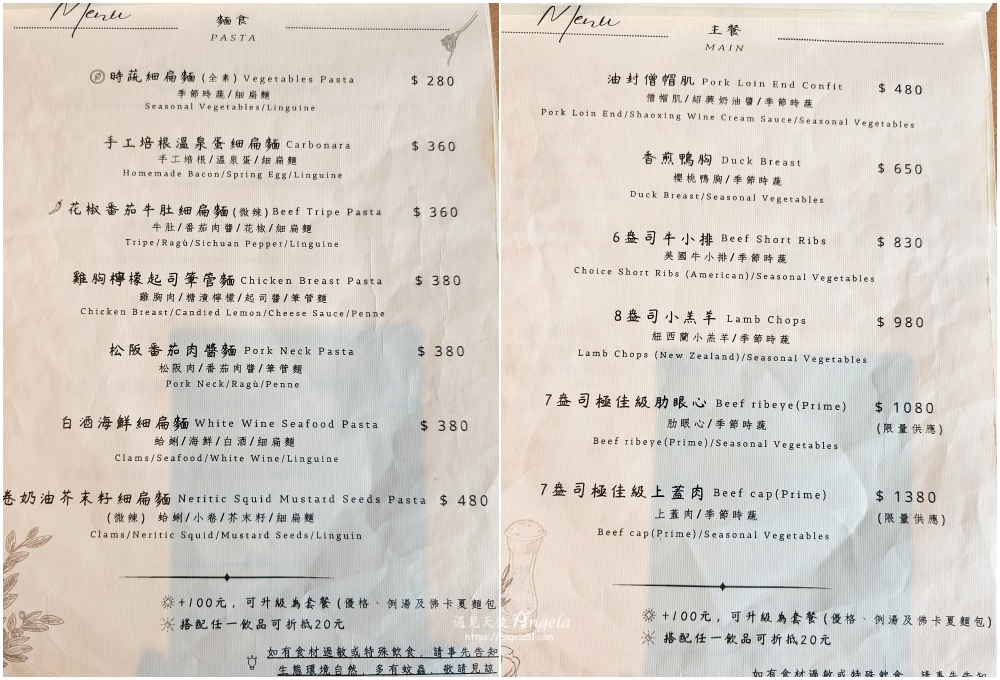 Menu
麵食
PASTA
時蔬細扁麵(全素) Vegetables Pasta $ 280
季節時蔬/細扁麵
Seasonal Vegetables/Linguine
手工培根溫泉蛋細扁麵 Carbonara $ 360
手工培根/溫泉蛋/細扁麵
Homemade Bacon/Spring Egg/Linguine
花椒番茄牛肚細扁麵(微辣) Beef Tripe Pasta $ 360
牛肚/番茄肉醬/花椒/細扁麵
Tripe/Ragù/Sichuan Pepper/Linguine
雞胸檸檬起司筆管麵 Chicken Breast Pasta $ 380
雞胸肉/糖漬檸檬/起司醬/筆管麵
Chicken Breast/Candied Lemon/Cheese Sauce/Penne
松阪番茄肉醬麵 Pork Neck Pasta $ 380
松阪肉/番茄肉醬/筆管麵
Pork Neck/Ragù/Penne
白酒海鮮細扁麵 White Wine Seafood Pasta $ 380
蛤蜊/海鮮/白酒/細扁麵
Clams/Seafood/White Wine/Linguine
卷奶油芥末籽細扁麵 Neritic Squid Mustard Seeds Pasta $ 480
(微辣) 蛤蜊/小卷/芥末籽/細扁麵
Clams/Neritic Squid/Mustard Seeds/Linguin
+100元，可升級為套餐(優格、例湯及佛卡夏麵包
搭配任一飲品可折抵20元
如有食材過敏或特殊飲食，請事先告知
生態環境自然，多有蚊蟲，敬請見諒
Menu
主餐
MAIN
油封僧帽肌 Pork Loin End Confit $ 480
僧帽肌/紹興奶油醬/季節時蔬
Pork Loin End/Shaoxing Wine Cream Sauce/Seasonal Vegetables
香煎鴨胸 Duck Breast $ 650
櫻桃鴨胸/季節時蔬
Duck Breast/Seasonal Vegetables
6盎司牛小排 Beef Short Ribs $ 830
美國牛小排/季節時蔬
Choice Short Ribs (American)/Seasonal Vegetables
8盎司小羔羊 Lamb Chops $ 980
紐西蘭小羔羊/季節時蔬
Lamb Chops (New Zealand)/Seasonal Vegetables
7盎司極佳級肋眼心 Beef ribeye(Prime) $ 1080
肋眼心/季節時蔬 (限量供應)
Beef ribeye(Prime)/Seasonal Vegetables
7盎司極佳級上蓋肉 Beef cap(Prime) $ 1380
上蓋肉/季節時蔬 (限量供應)
Beef cap(Prime)/Seasonal Vegetables
+100元，可升級為套餐(優格、例湯及佛卡夏麵包)
搭配任一飲品可折抵20元
如有食材過敏或特殊飲食，請事先告知
遇見天使 Angela
https://angela51.com